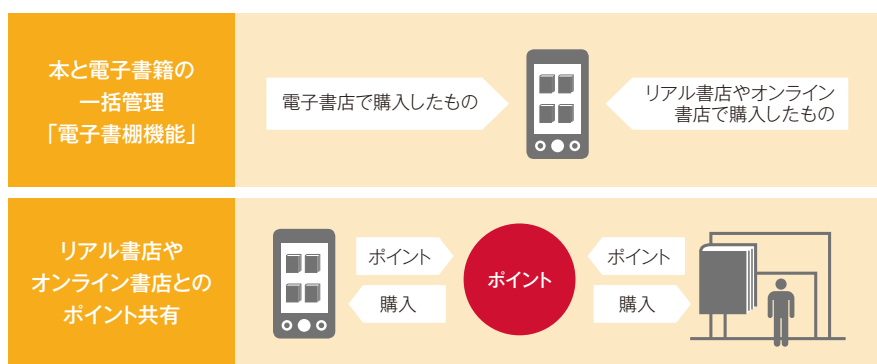 本と電子書籍の
一括管理
「電子書棚機能」
電子書店で購入したもの
リアル書店やオンライン
書店で購入したもの
リアル書店や
オンライン書店との
ポイント共有
ポイント
購入
ポイント
ポイント
購入